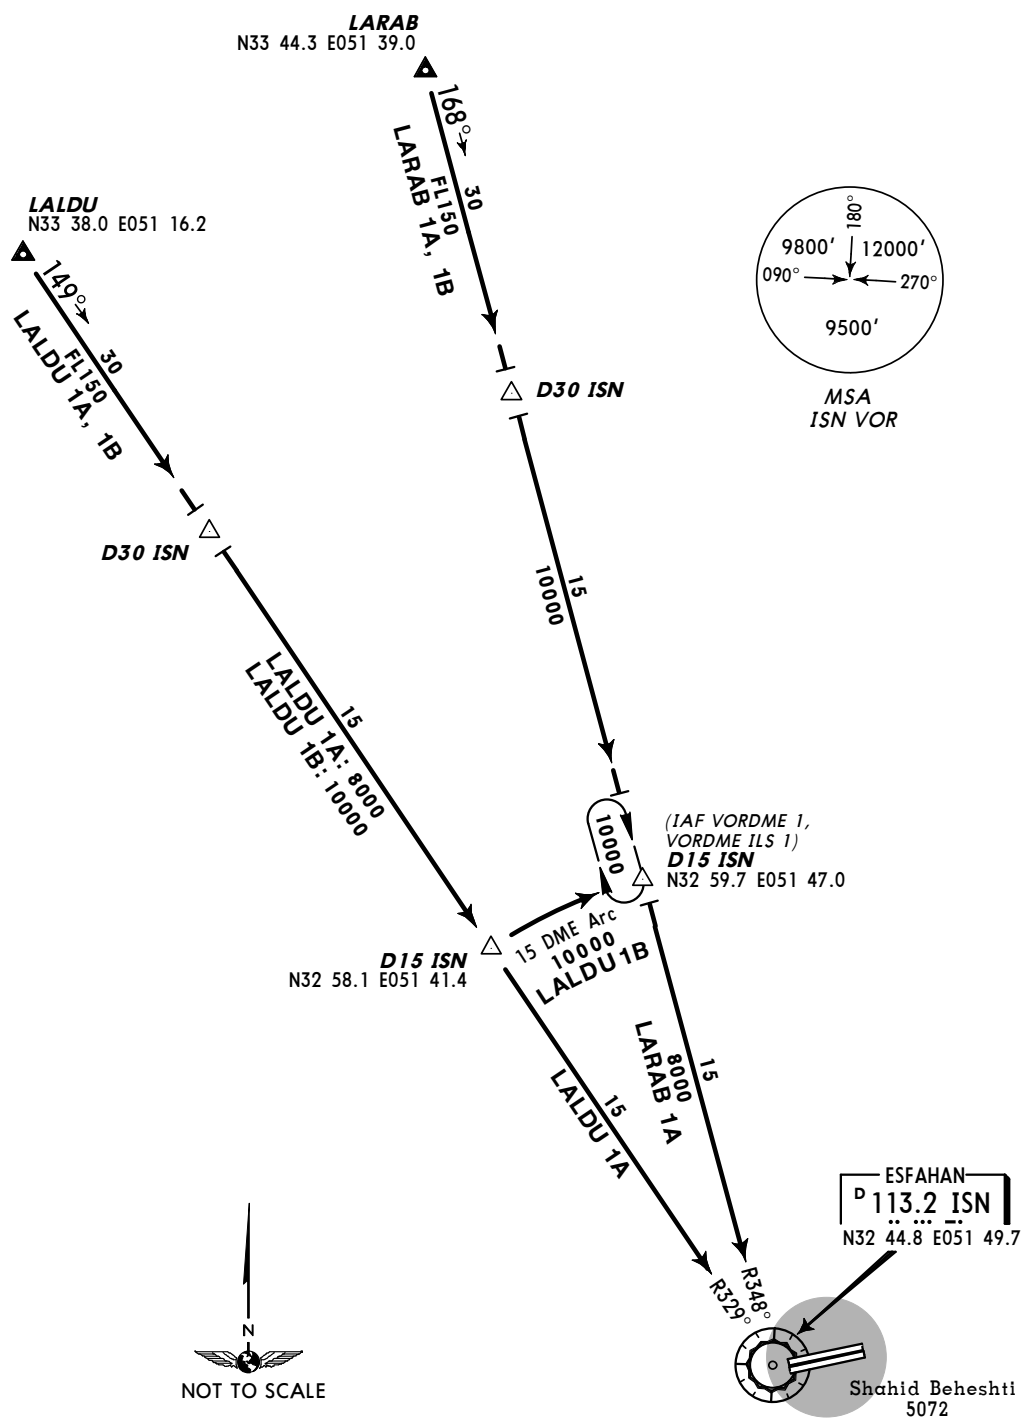 LARAB
N33 44.3 E051 39.0
168°
30
FL150
LARAB 1A, 1B
LALDU
N33 38.0 E051 16.2
149°
30
FL150
LALDU 1A, 1B
180°
9800' 12000'
090° 270°
9500'
MSA
ISN VOR
D30 ISN
D30 ISN
15
10000
15
LALDU 1A: 8000
LALDU 1B: 10000
10000
(IAF VORDME 1,
VORDME ILS 1)
D15 ISN
N32 59.7 E051 47.0
D15 ISN
N32 58.1 E051 41.4
15 DME Arc
10000
LALDU 1B
15
8000
LARAB 1A
15
LALDU 1A
ESFAHAN
D 113.2 ISN
N32 44.8 E051 49.7
R348°
R329°
N
NOT TO SCALE
Shahid Beheshti
5072